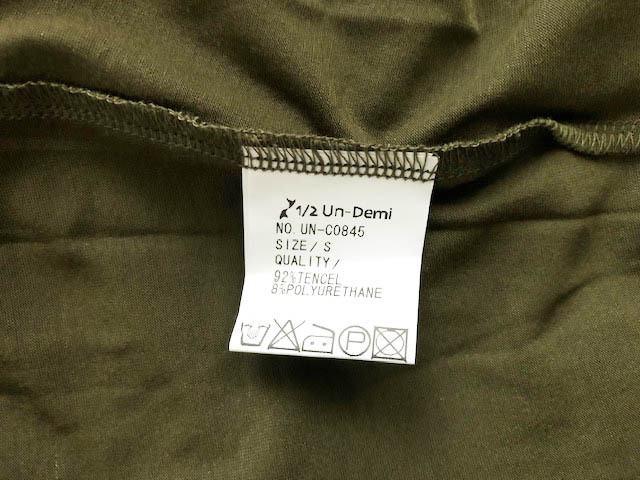 1/2 Un-Demi
NO. UN-C0845
SIZE/ S
QUALITY/
92%TENCEL
8%POLYURETHANE
P